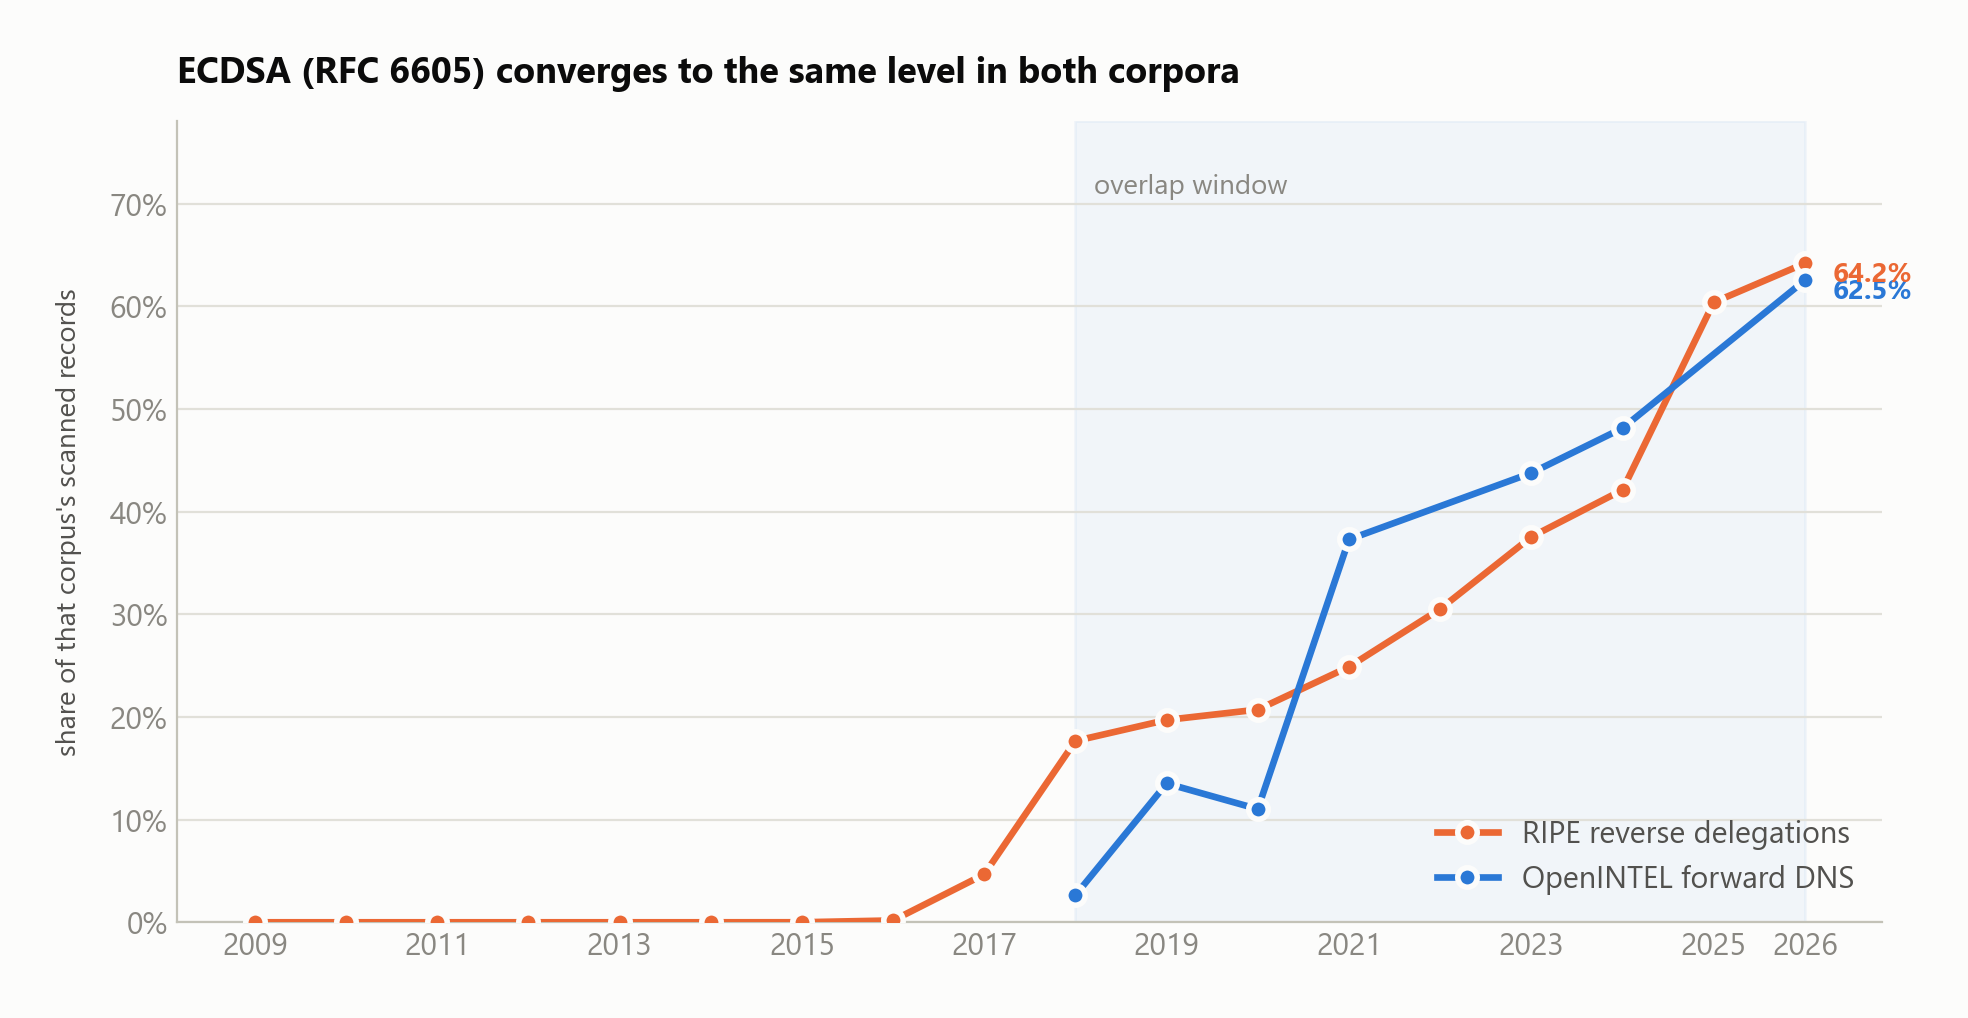 ECDSA (RFC 6605) converges to the same level in both corpora
overlap window
share of that corpus's scanned records
70%
60%
50%
40%
30%
20%
10%
0%
64.2%
62.5%
RIPE reverse delegations
OpenINTEL forward DNS
2009 2011 2013 2015 2017 2019 2021 2023 2025 2026